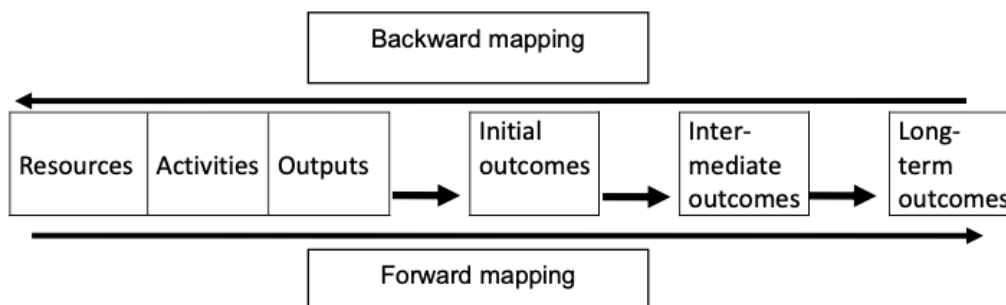 Backward mapping
Resources
Activities
Outputs
Initial
outcomes
Inter-
mediate
outcomes
Long-
term
outcomes
Forward mapping